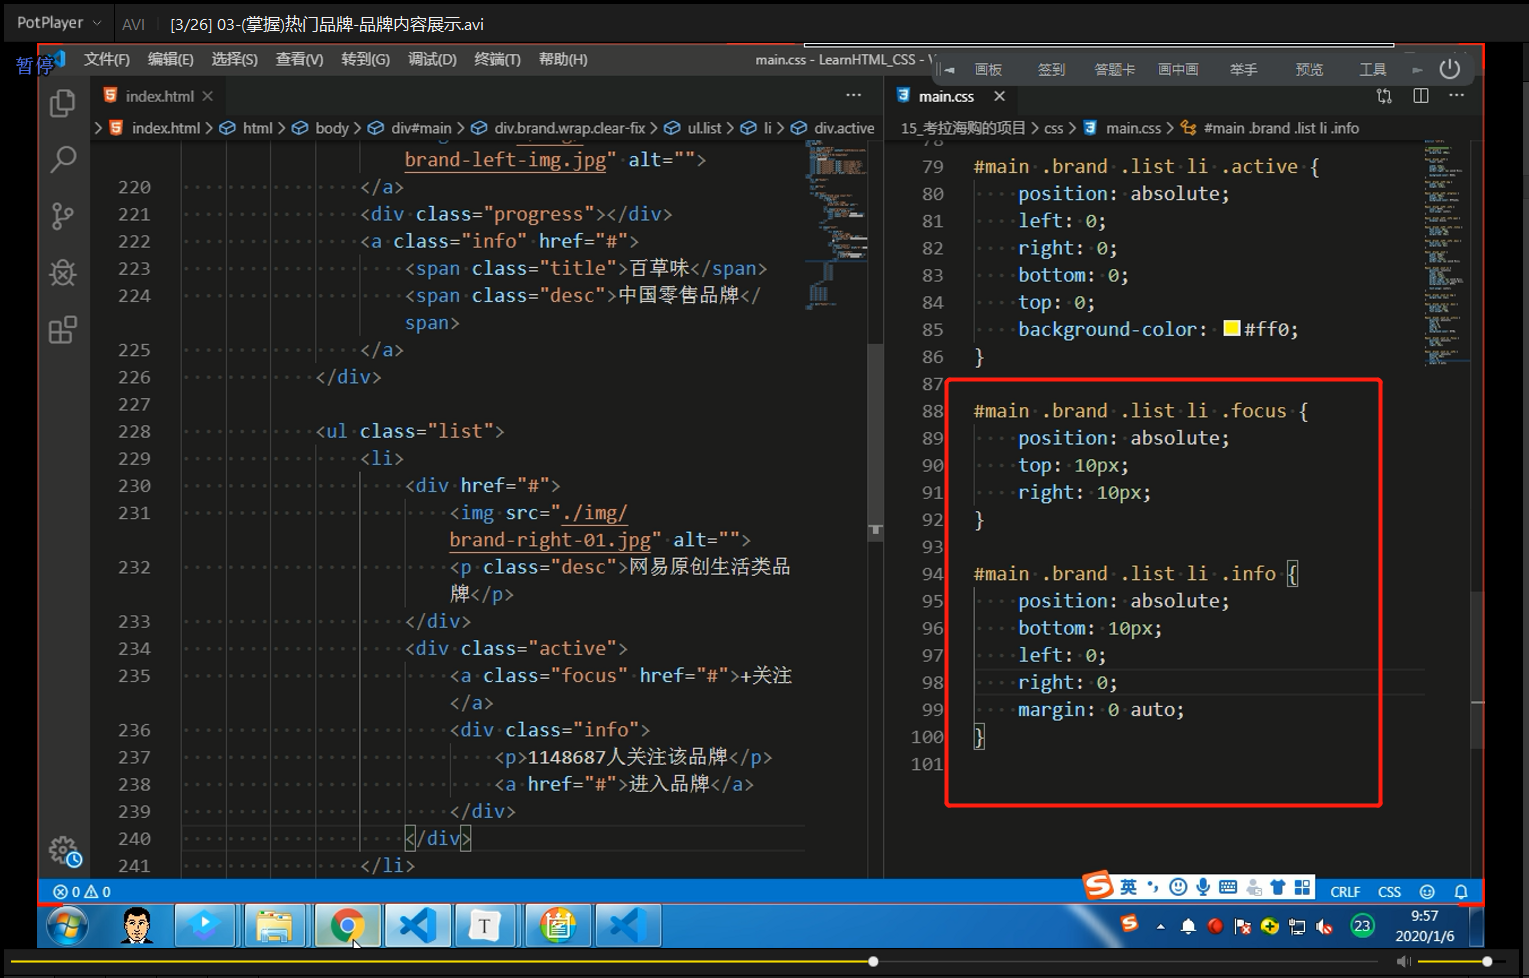 PotPlayer
AVI
[3/26] 03-(掌握)热门品牌-品牌内容展示.avi
暂停
文件(F) 编辑(E) 选择(S) 查看(V) 转到(G) 调试(D) 终端(T) 帮助(H)
main.css - LearnHTML_CSS - V
画板 签到 答题卡 画中画 举手 预览 工具
index.html
index.html > html > body > div#main > div.brand.wrap.clear-fix > ul.list > li > div.active
brand-left-img.jpg" alt="">
220 </a>
221 <div class="progress"></div>
222 <a class="info" href="#">
223 <span class="title">百草味</span>
224 <span class="desc">中国零售品牌</
span>
225 </a>
226 </div>
227
228 <ul class="list">
229 <li>
230 <div href="#">
231 <img src="./img/
brand-right-01.jpg" alt="">
232 <p class="desc">网易原创生活类品
牌</p>
233 </div>
234 <div class="active">
235 <a class="focus" href="#">+关注
</a>
236 <div class="info">
237 <p>1148687人关注该品牌</p>
238 <a href="#">进入品牌</a>
239 </div>
240 </div>
241 </li>
main.css
15_考拉海购的项目 > css > main.css > #main .brand .list li .info
78
79 #main .brand .list li .active {
80 position: absolute;
81 left: 0;
82 right: 0;
83 bottom: 0;
84 top: 0;
85 background-color: #ff0;
86 }
87
88 #main .brand .list li .focus {
89 position: absolute;
90 top: 10px;
91 right: 10px;
92 }
93
94 #main .brand .list li .info {
95 position: absolute;
96 bottom: 10px;
97 left: 0;
98 right: 0;
99 margin: 0 auto;
100 }
101
0 0
英
CRLF CSS
T
23
9:57
2020/1/6